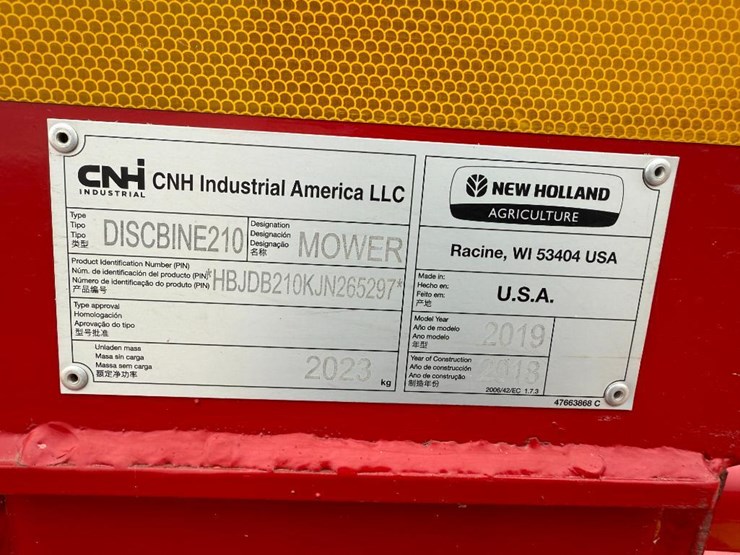 CNH INDUSTRIAL CNH Industrial America LLC
Type
Tipo
Tipo
类型
DISCBINE210
Designation
Designación
Designação
名称
MOWER
Product Identification Number (PIN)
Núm. de identificación del producto (PIN)
Número de identificação do produto (PIN)
产品编号
*HBJDB210KJN265297*
Type approval
Homologación
Aprovação do tipo
型号批准
Unladen mass
Masa sin carga
Massa sem carga
额定净功率
2023 kg
NEW HOLLAND
AGRICULTURE
Racine, WI 53404 USA
Made in:
Hecho en:
Feito em:
产地
U.S.A.
Model Year
Año de modelo
Ano modelo
年型
2019
Year of Construction
Año de construcción
Ano de construção
制造年份
2018
2006/42/EC 1.7.3
47663868 C